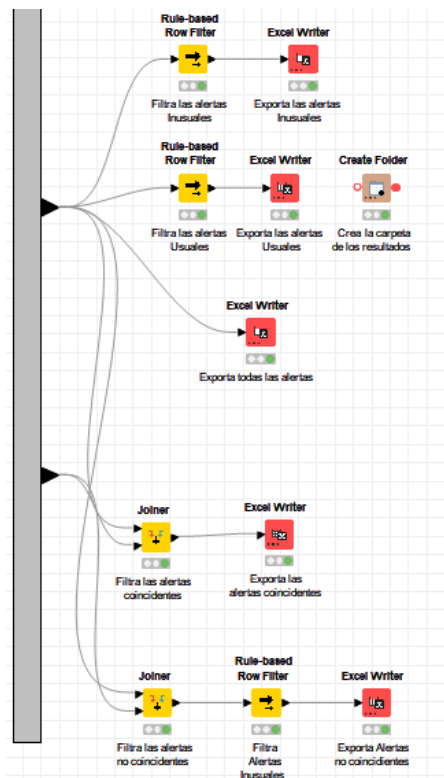 Rule-based
Row Filter
Excel Writer
Filtra las alertas
Inusuales
Exporta las alertas
Inusuales
Rule-based
Row Filter
Excel Writer
Create Folder
Filtra las alertas
Usuales
Exporta las alertas
Usuales
Crea la carpeta
de los resultados
Excel Writer
Exporta todas las alertas
Joiner
Excel Writer
Filtra las alertas
coincidentes
Exporta las
alertas coincidentes
Joiner
Rule-based
Row Filter
Excel Writer
Filtra las alertas
no coincidentes
Filtra
Alertas
Inusuales
Exporta Alertas
no coincidientes